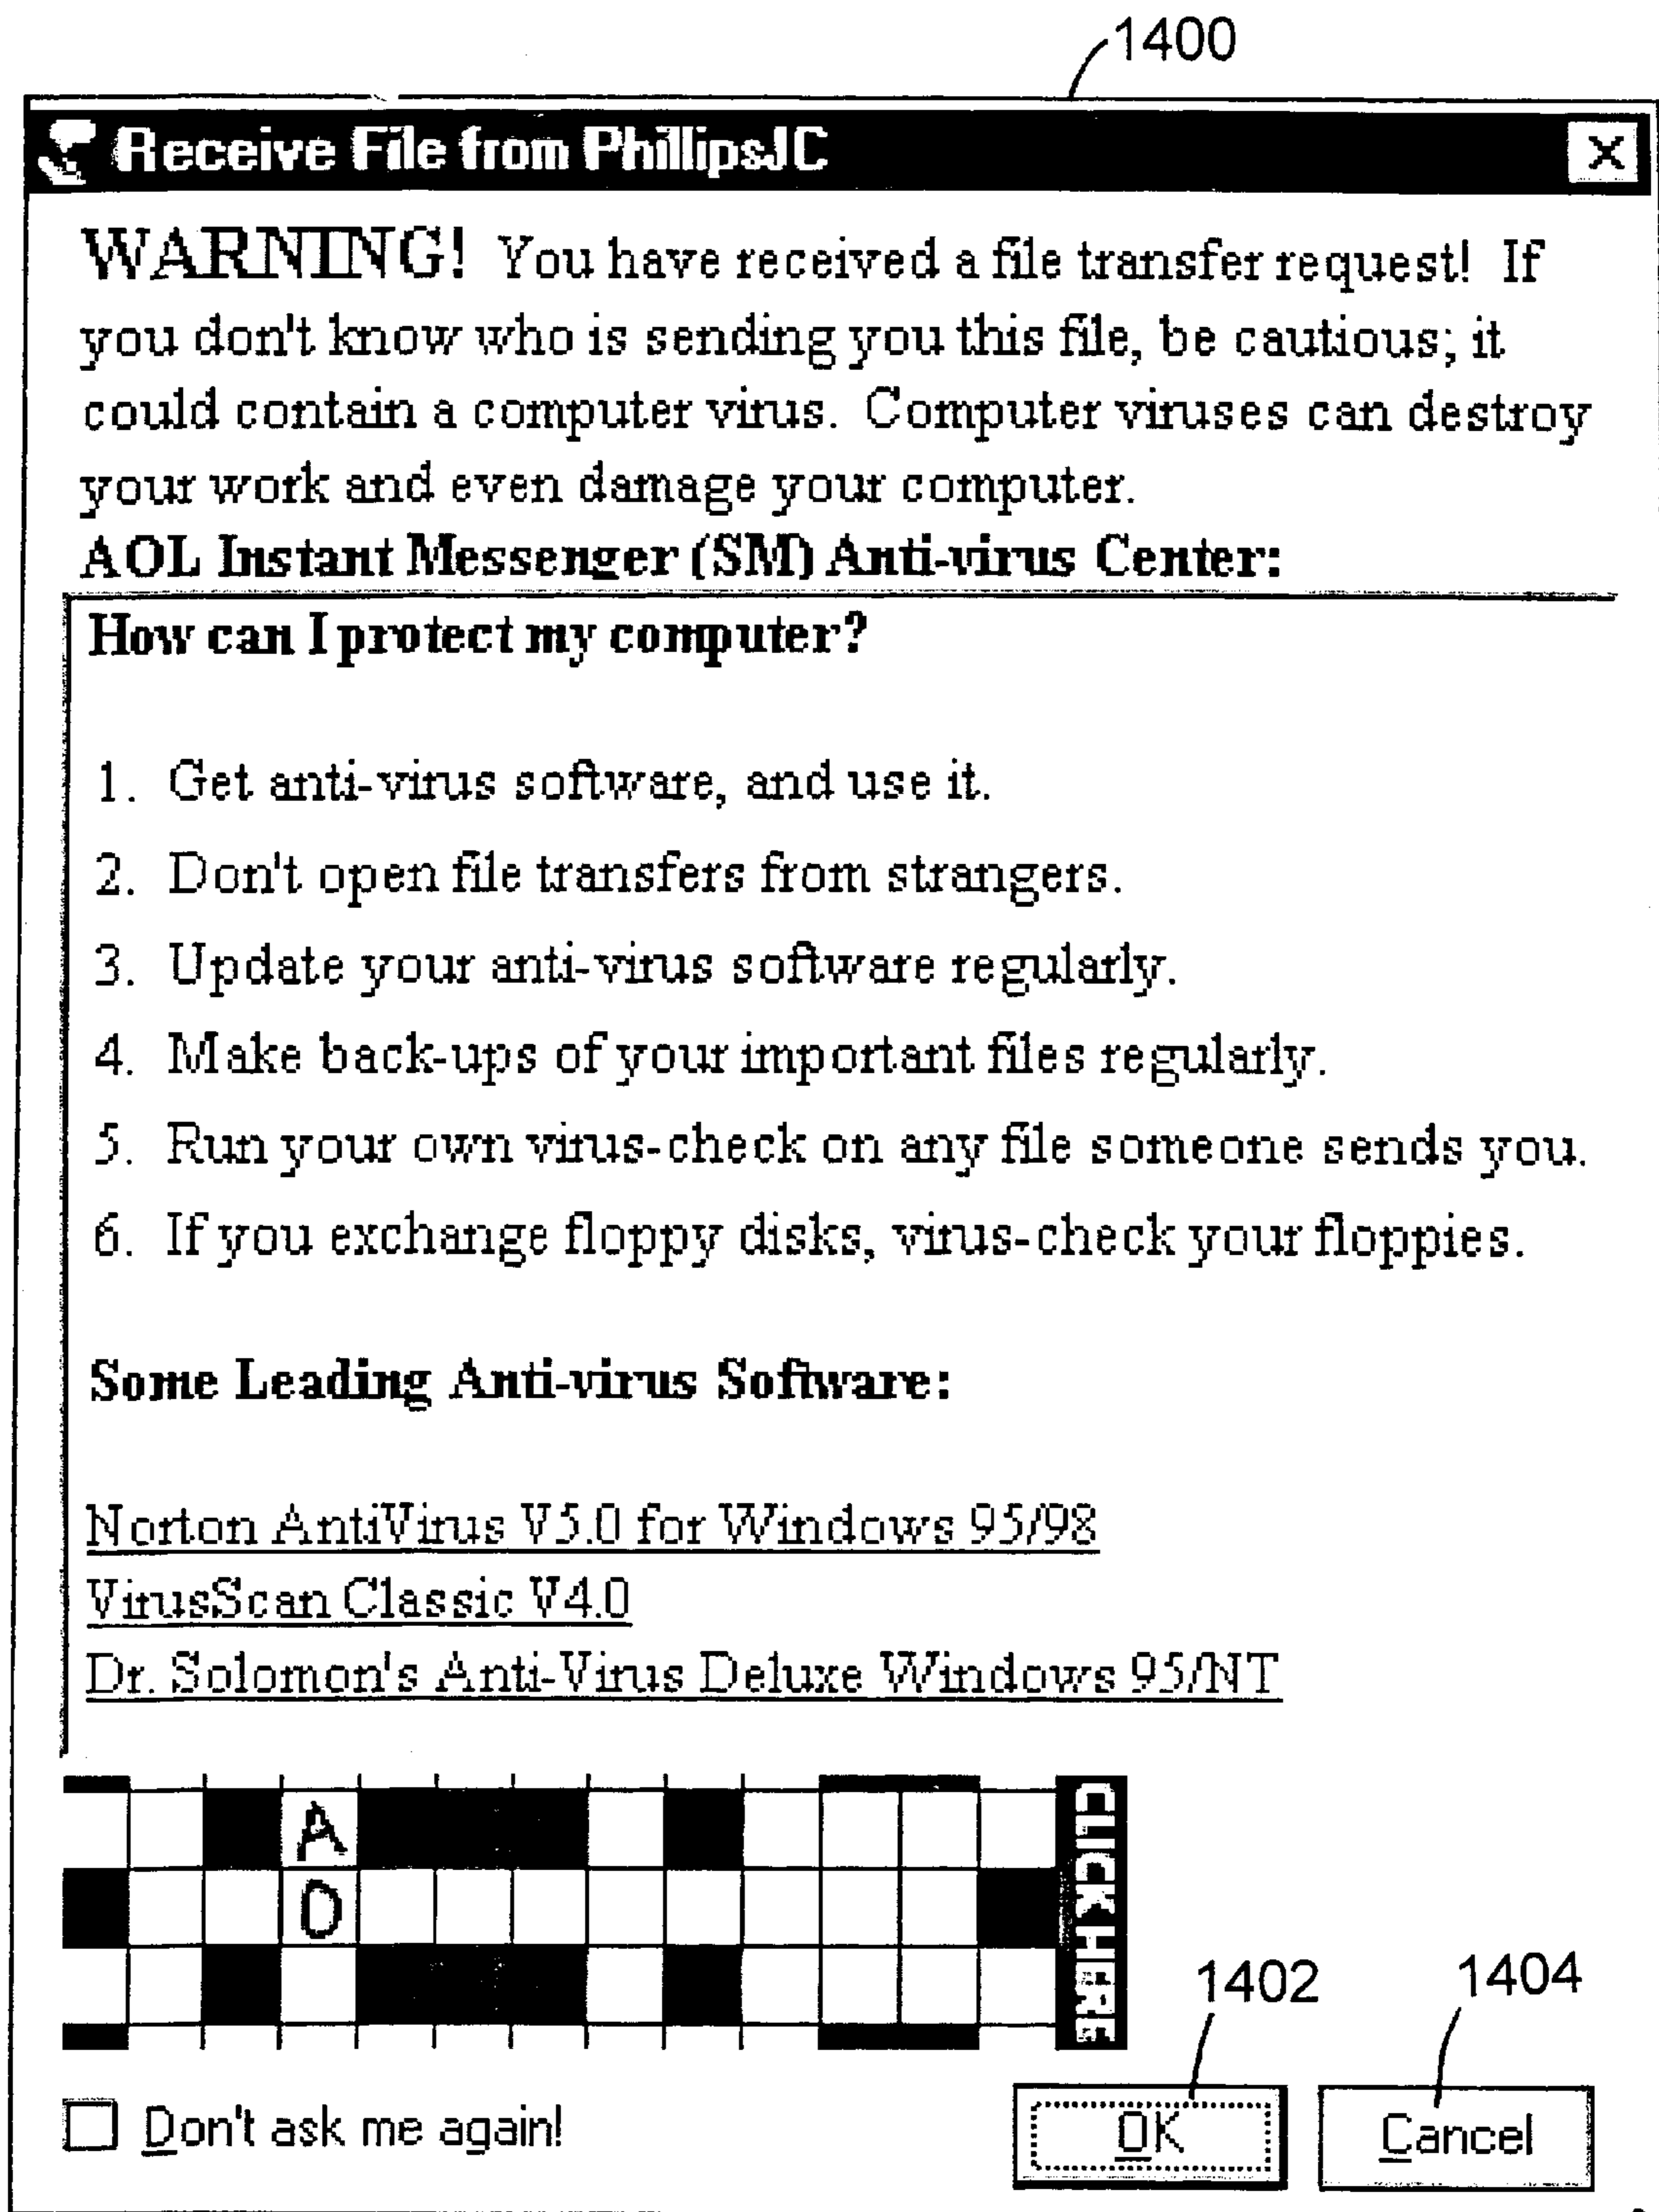 1400
Receive File from PhillipsJC
WARNING! You have received a file transfer request! If
you don't know who is sending you this file, be cautious; it
could contain a computer virus. Computer viruses can destroy
your work and even damage your computer.
AOL Instant Messenger (SM) Anti-virus Center:
How can I protect my computer?
1. Get anti-virus software, and use it.
2. Don't open file transfers from strangers.
3. Update your anti-virus software regularly.
4. Make back-ups of your important files regularly.
5. Run your own virus-check on any file someone sends you.
6. If you exchange floppy disks, virus-check your floppies.
Some Leading Anti-virus Software:
Norton AntiVirus V5.0 for Windows 95/98
VirusScan Classic V4.0
Dr. Solomon's Anti-Virus Deluxe Windows 95/NT
A
D
CLICK HERE
1402 1404
Don't ask me again!
OK
Cancel